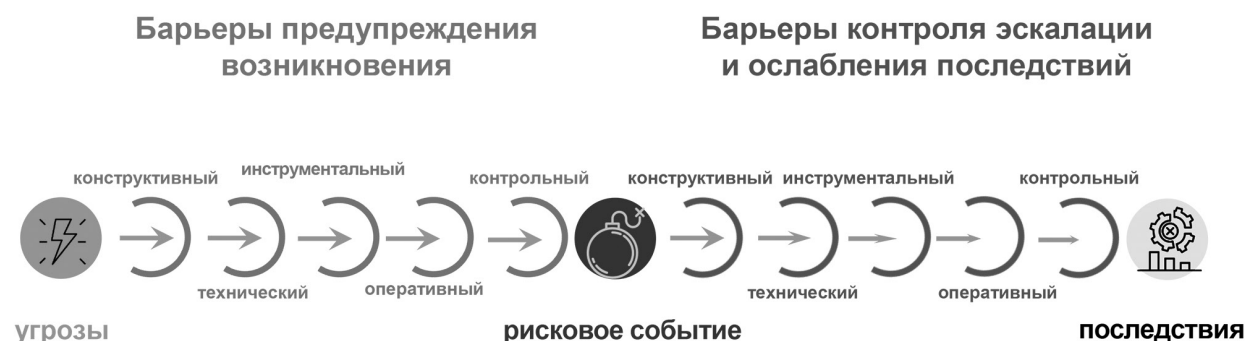 Барьеры предупреждения
возникновения
Барьеры контроля эскалации
и ослабления последствий
конструктивный
инструментальный
контрольный
конструктивный
инструментальный
контрольный
технический
оперативный
технический
оперативный
угрозы
рисковое событие
последствия